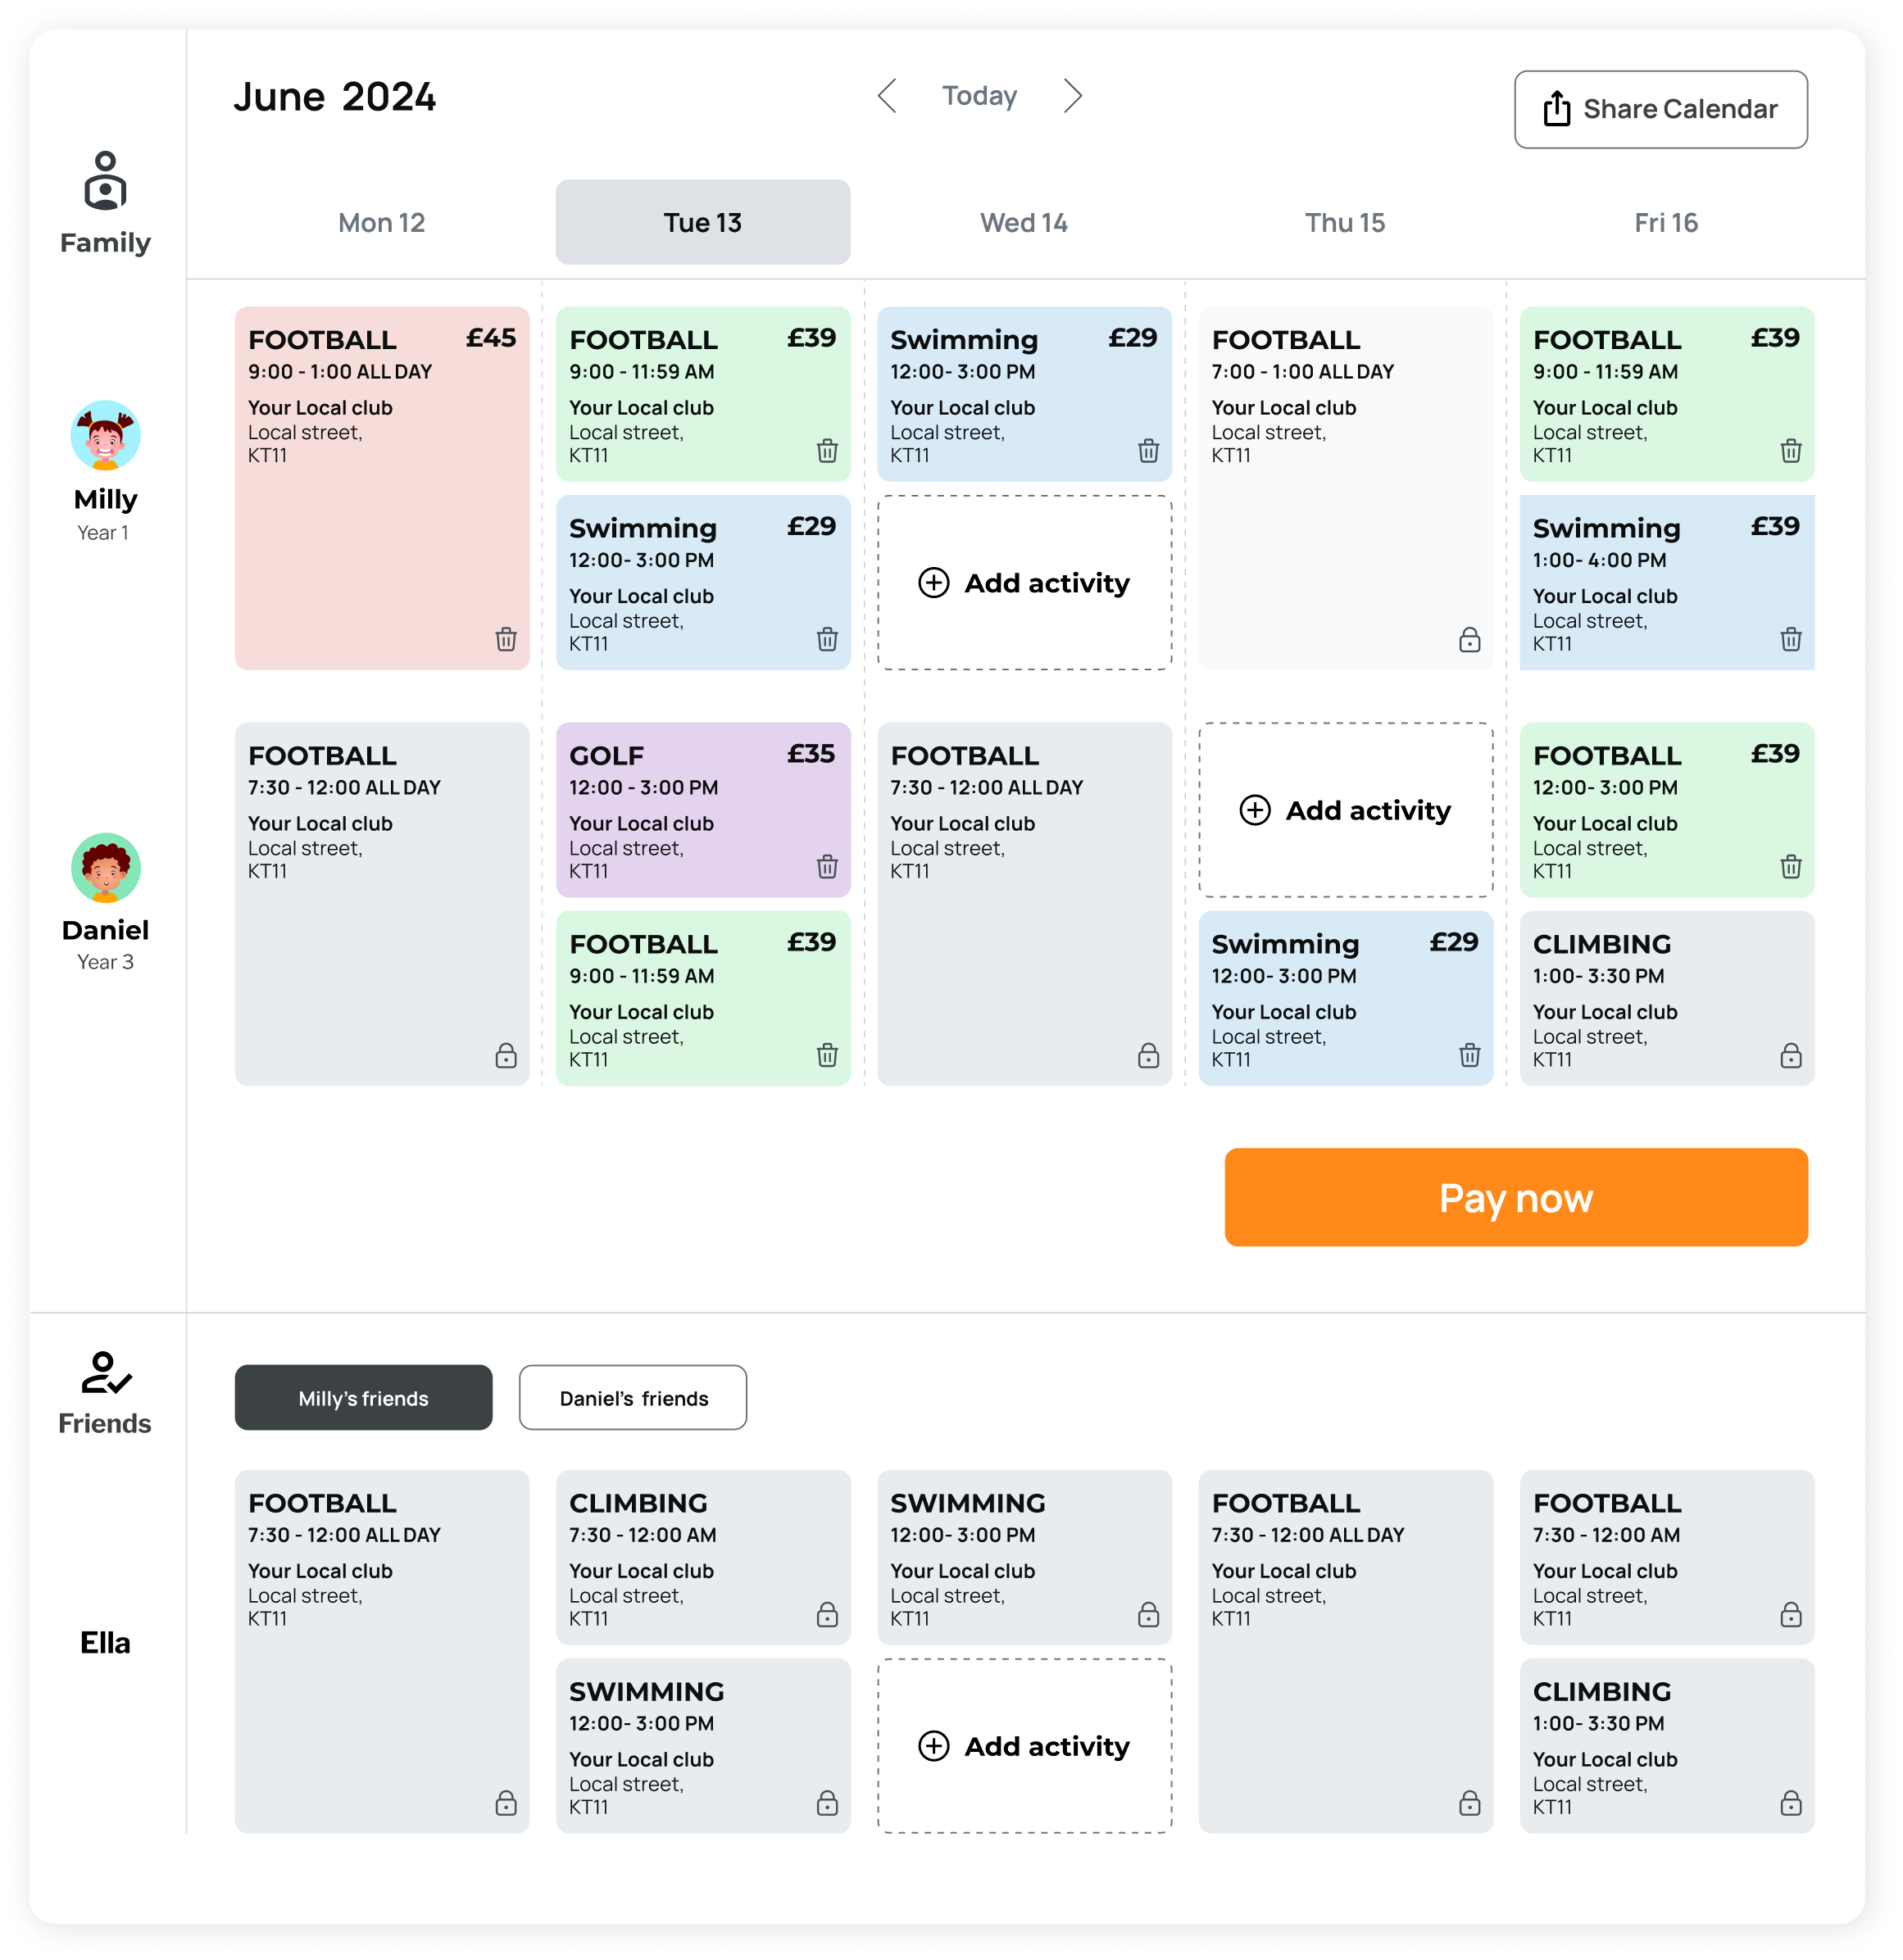 June 2024
Today
Share Calendar
Family
Mon 12
Tue 13
Wed 14
Thu 15
Fri 16
Milly
Year 1
FOOTBALL £45
9:00 - 1:00 ALL DAY
Your Local club
Local street,
KT11
FOOTBALL £39
9:00 - 11:59 AM
Your Local club
Local street,
KT11
Swimming £29
12:00- 3:00 PM
Your Local club
Local street,
KT11
Swimming £29
12:00- 3:00 PM
Your Local club
Local street,
KT11
Add activity
FOOTBALL
7:00 - 1:00 ALL DAY
Your Local club
Local street,
KT11
FOOTBALL £39
9:00 - 11:59 AM
Your Local club
Local street,
KT11
Swimming £39
1:00- 4:00 PM
Your Local club
Local street,
KT11
Daniel
Year 3
FOOTBALL
7:30 - 12:00 ALL DAY
Your Local club
Local street,
KT11
GOLF £35
12:00 - 3:00 PM
Your Local club
Local street,
KT11
FOOTBALL £39
9:00 - 11:59 AM
Your Local club
Local street,
KT11
FOOTBALL
7:30 - 12:00 ALL DAY
Your Local club
Local street,
KT11
Add activity
Swimming £29
12:00- 3:00 PM
Your Local club
Local street,
KT11
FOOTBALL £39
12:00- 3:00 PM
Your Local club
Local street,
KT11
CLIMBING
1:00- 3:30 PM
Your Local club
Local street,
KT11
Pay now
Friends
Milly's friends
Daniel's friends
Ella
FOOTBALL
7:30 - 12:00 ALL DAY
Your Local club
Local street,
KT11
CLIMBING
7:30 - 12:00 AM
Your Local club
Local street,
KT11
SWIMMING
12:00- 3:00 PM
Your Local club
Local street,
KT11
SWIMMING
12:00- 3:00 PM
Your Local club
Local street,
KT11
Add activity
FOOTBALL
7:30 - 12:00 ALL DAY
Your Local club
Local street,
KT11
FOOTBALL
7:30 - 12:00 AM
Your Local club
Local street,
KT11
CLIMBING
1:00- 3:30 PM
Your Local club
Local street,
KT11